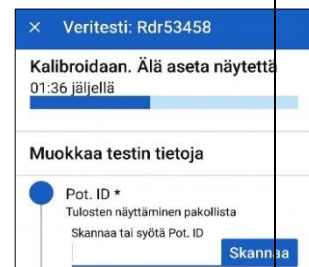 × Veritesti: Rdr53458
Kalibroidaan. Älä aseta näytettä
01:36 jäljellä
Muokkaa testin tietoja
Pot. ID *
Tulosten näyttäminen pakollista
Skannaa tai syötä Pot. ID
Skannaa